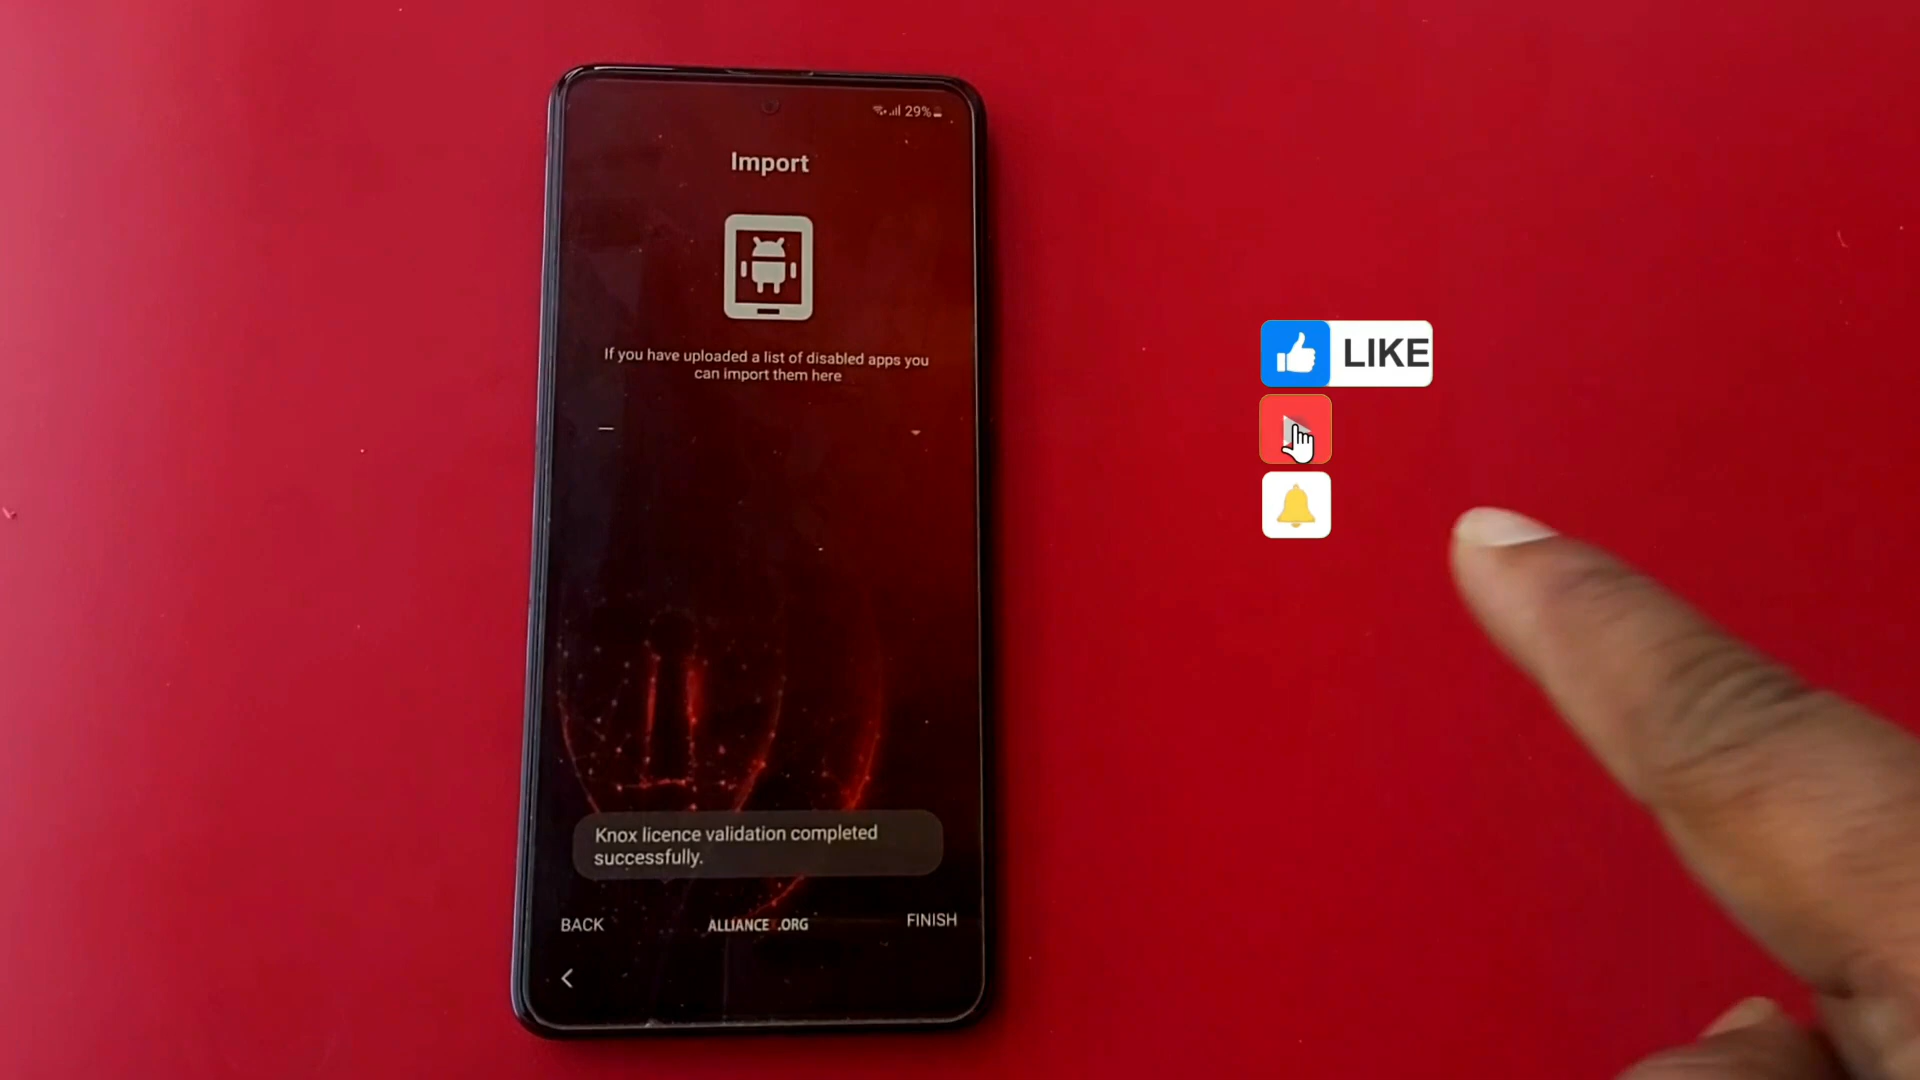 29%
Import
If you have uploaded a list of disabled apps you
can import them here
LIKE
Knox licence validation completed
successfully.
BACK
ALLIANCE .ORG
FINISH